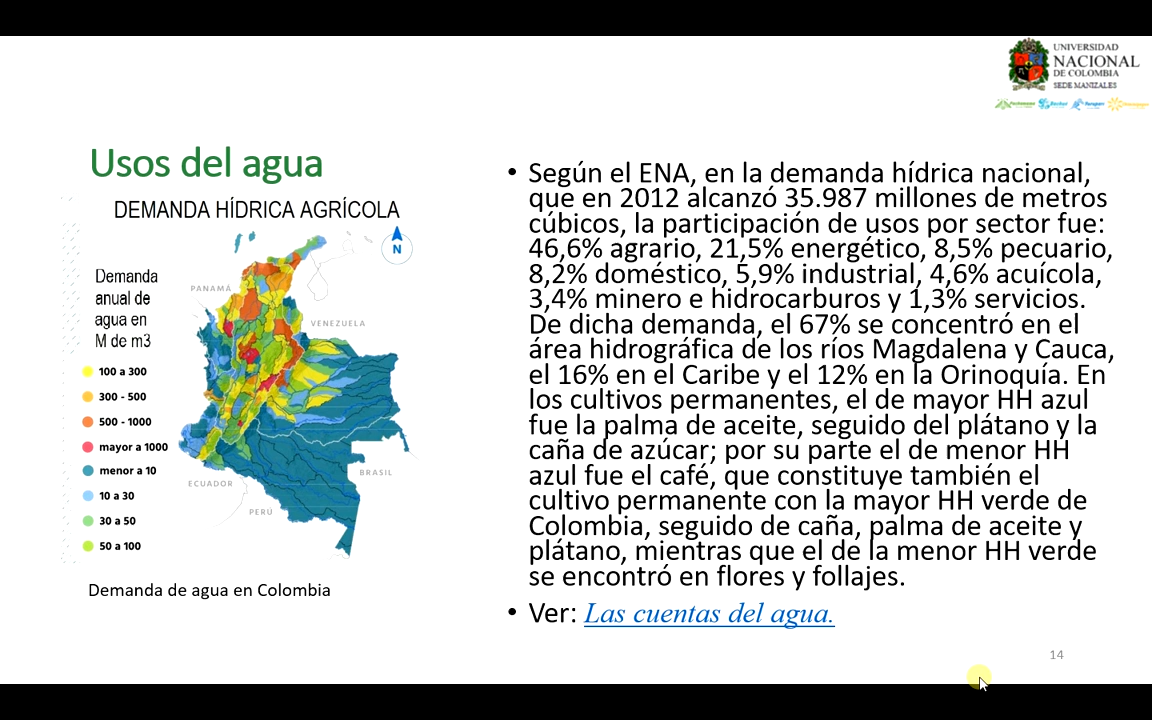 UNIVERSIDAD
NACIONAL
DE COLOMBIA
SEDE MANIZALES
Usos del agua
DEMANDA HÍDRICA AGRÍCOLA
N
Demanda
anual de
agua en
M de m3
100 a 300
300 - 500
500 - 1000
mayor a 1000
menor a 10
10 a 30
30 a 50
50 a 100
PANAMÁ
VENEZUELA
BRASIL
ECUADOR
PERÚ
Demanda de agua en Colombia
• Según el ENA, en la demanda hídrica nacional,
que en 2012 alcanzó 35.987 millones de metros
cúbicos, la participación de usos por sector fue:
46,6% agrario, 21,5% energético, 8,5% pecuario,
8,2% doméstico, 5,9% industrial, 4,6% acuícola,
3,4% minero e hidrocarburos y 1,3% servicios.
De dicha demanda, el 67% se concentró en el
área hidrográfica de los ríos Magdalena y Cauca,
el 16% en el Caribe y el 12% en la Orinoquía. En
los cultivos permanentes, el de mayor HH azul
fue la palma de aceite, seguido del plátano y la
caña de azúcar; por su parte el de menor HH
azul fue el café, que constituye también el
cultivo permanente con la mayor HH verde de
Colombia, seguido de caña, palma de aceite y
plátano, mientras que el de la menor HH verde
se encontró en flores y follajes.
• Ver: Las cuentas del agua.
14